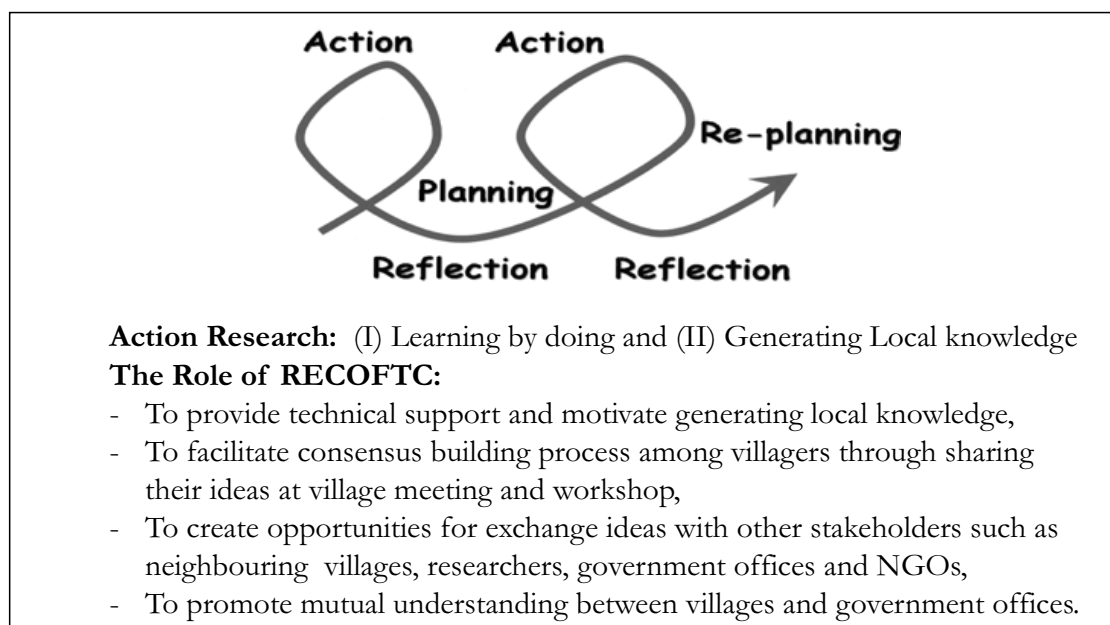 Action Action
Re-planning
Planning
Reflection Reflection
Action Research: (I) Learning by doing and (II) Generating Local knowledge
The Role of RECOFTC:
- To provide technical support and motivate generating local knowledge,
- To facilitate consensus building process among villagers through sharing
their ideas at village meeting and workshop,
- To create opportunities for exchange ideas with other stakeholders such as
neighbouring villages, researchers, government offices and NGOs,
- To promote mutual understanding between villages and government offices.